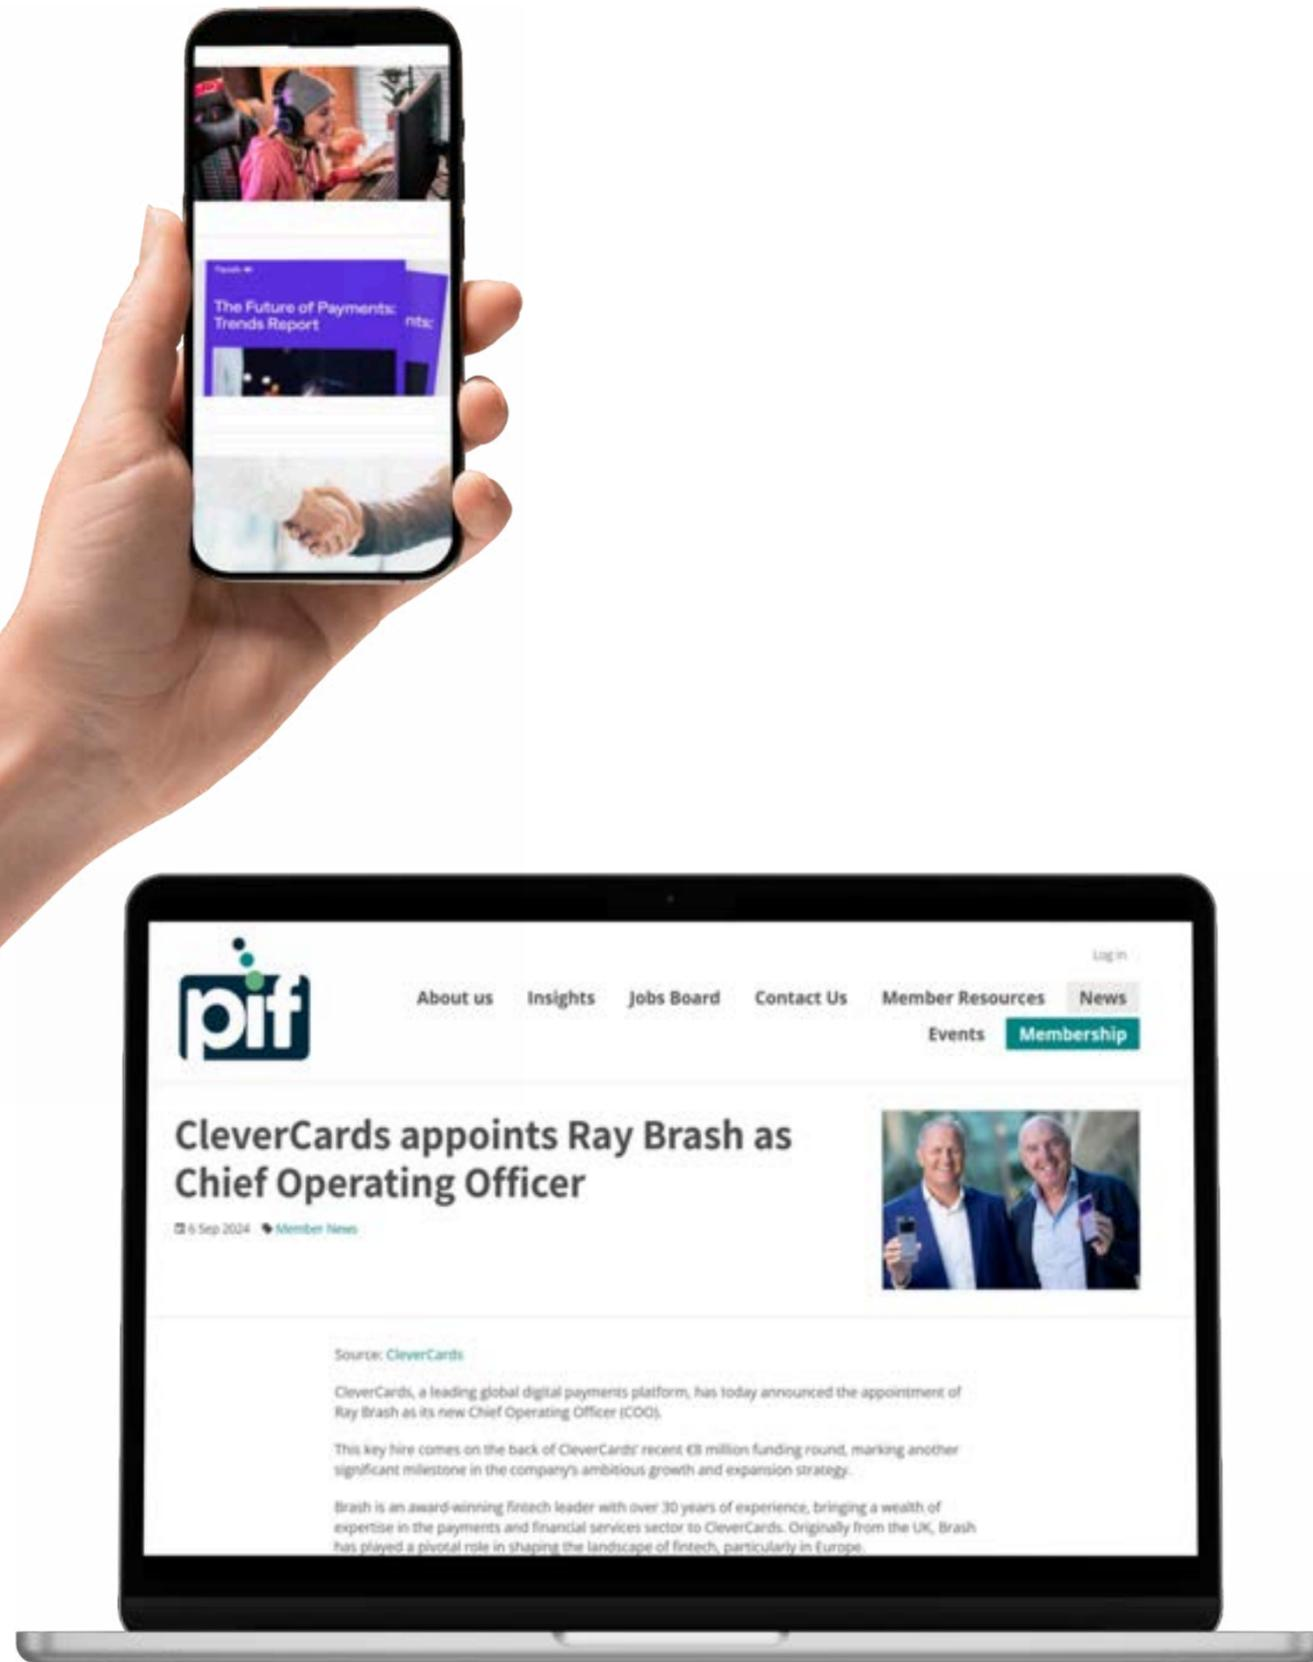 The Future of Payments:
Trends Report
nts:
pif
Log in
About us Insights Jobs Board Contact Us Member Resources News
Events Membership
CleverCards appoints Ray Brash as
Chief Operating Officer
6 Sep 2024 Member News
Source: CleverCards
CleverCards, a leading global digital payments platform, has today announced the appointment of
Ray Brash as its new Chief Operating Officer (COO).
This key hire comes on the back of CleverCards' recent €8 million funding round, marking another
significant milestone in the company's ambitious growth and expansion strategy.
Brash is an award-winning fintech leader with over 30 years of experience, bringing a wealth of
expertise in the payments and financial services sector to CleverCards. Originally from the UK, Brash
has played a pivotal role in shaping the landscape of fintech, particularly in Europe.